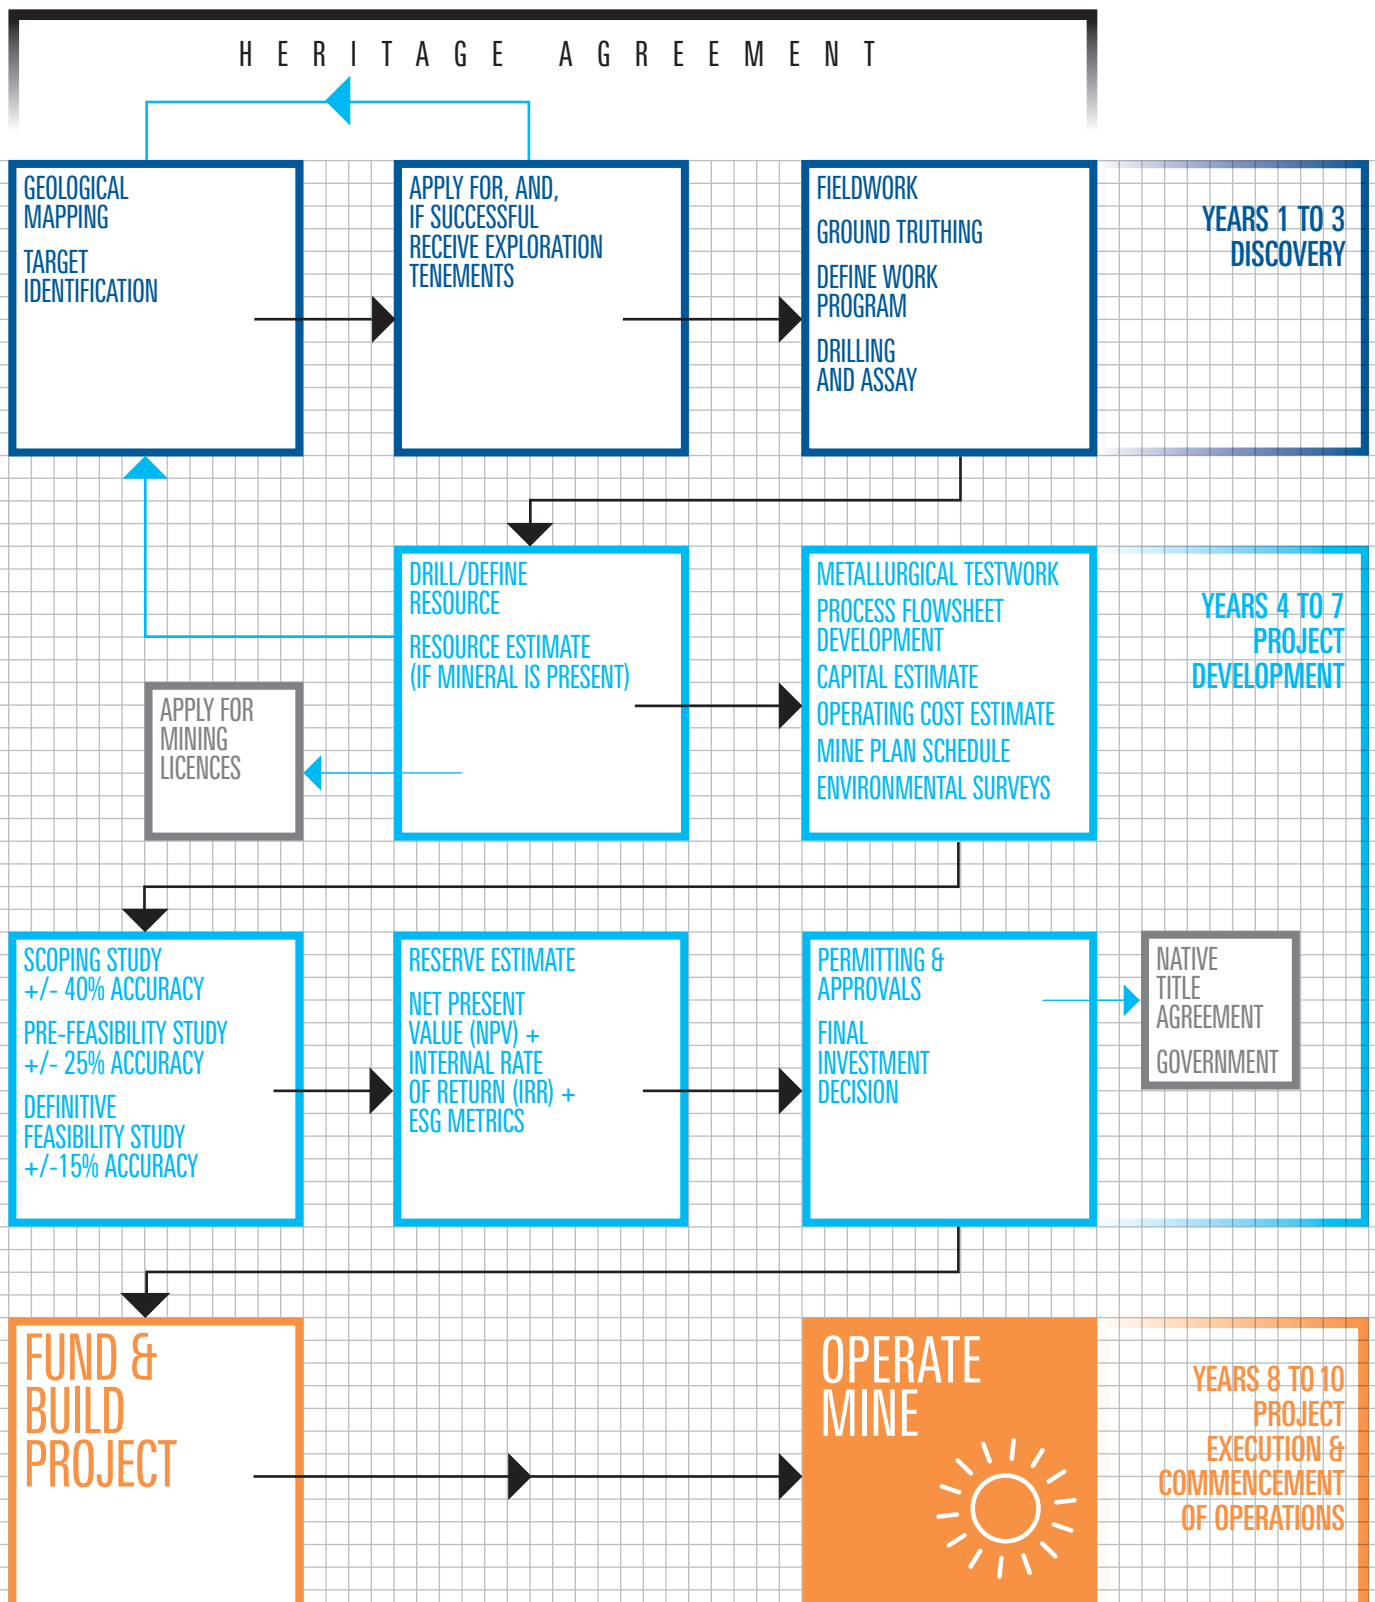 HERITAGE AGREEMENT
GEOLOGICAL
MAPPING
TARGET
IDENTIFICATION
APPLY FOR, AND,
IF SUCCESSFUL
RECEIVE EXPLORATION
TENEMENTS
FIELDWORK
GROUND TRUTHING
DEFINE WORK
PROGRAM
DRILLING
AND ASSAY
YEARS 1 TO 3
DISCOVERY
DRILL/DEFINE
RESOURCE
RESOURCE ESTIMATE
(IF MINERAL IS PRESENT)
METALLURGICAL TESTWORK
PROCESS FLOWSHEET
DEVELOPMENT
CAPITAL ESTIMATE
OPERATING COST ESTIMATE
MINE PLAN SCHEDULE
ENVIRONMENTAL SURVEYS
YEARS 4 TO 7
PROJECT
DEVELOPMENT
APPLY FOR
MINING
LICENCES
SCOPING STUDY
+/- 40% ACCURACY
PRE-FEASIBILITY STUDY
+/- 25% ACCURACY
DEFINITIVE
FEASIBILITY STUDY
+/-15% ACCURACY
RESERVE ESTIMATE
NET PRESENT
VALUE (NPV) +
INTERNAL RATE
OF RETURN (IRR) +
ESG METRICS
PERMITTING &
APPROVALS
FINAL
INVESTMENT
DECISION
NATIVE
TITLE
AGREEMENT
GOVERNMENT
FUND &
BUILD
PROJECT
OPERATE
MINE
YEARS 8 TO 10
PROJECT
EXECUTION &
COMMENCEMENT
OF OPERATIONS